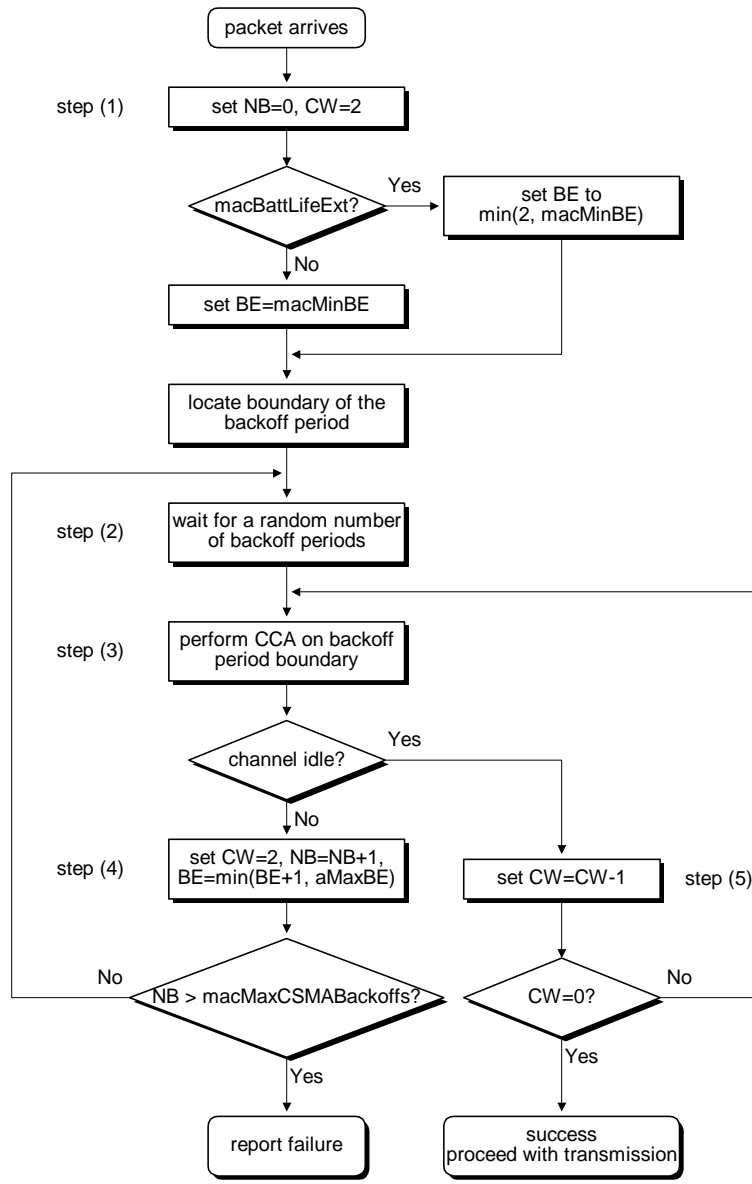 packet arrives
step (1)
set NB=0, CW=2
macBattLifeExt?
Yes
set BE to
min(2, macMinBE)
No
set BE=macMinBE
locate boundary of the
backoff period
step (2)
wait for a random number
of backoff periods
step (3)
perform CCA on backoff
period boundary
channel idle?
Yes
No
step (4)
set CW=2, NB=NB+1,
BE=min(BE+1, aMaxBE)
set CW=CW-1
step (5)
No
NB > macMaxCSMABackoffs?
CW=0?
No
Yes
Yes
report failure
success
proceed with transmission